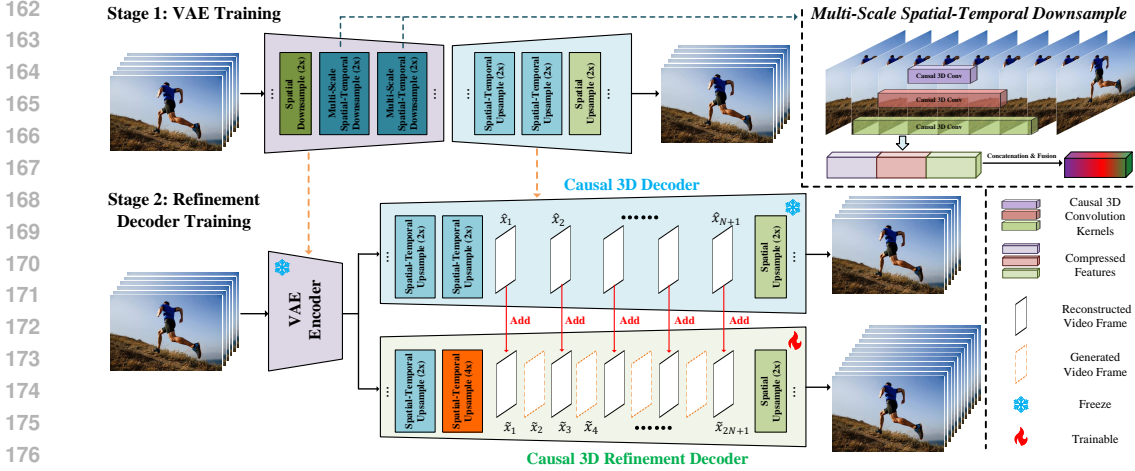 162
163
164
165
166
167
168
169
170
171
172
173
174
175
176
Stage 1: VAE Training
⋮
Spatial
Downsample (2x)
Multi-Scale
Spatial-Temporal
Downsample (2x)
Multi-Scale
Spatial-Temporal
Downsample (2x)
⋮
⋮
Spatial-Temporal
Upsample (2x)
Spatial-Temporal
Upsample (2x)
Spatial
Upsample (2x)
⋮
Multi-Scale Spatial-Temporal Downsample
Causal 3D Conv
Causal 3D Conv
Causal 3D Conv
Concatenation & Fusion
Stage 2: Refinement
Decoder Training
VAE
Encoder
Causal 3D Decoder
⋮
Spatial-Temporal
Upsample (2x)
Spatial-Temporal
Upsample (2x)
x̂₁
x̂₂
••••••
x̂_{N+1}
Spatial
Upsample (2x)
⋮
Add
Add
Add
Add
Add
⋮
Spatial-Temporal
Upsample (2x)
Spatial-Temporal
Upsample (4x)
x̃₁
x̃₂
x̃₃
x̃₄
••••••
x̃_{2N+1}
Spatial
Upsample (2x)
⋮
Causal 3D Refinement Decoder
Causal 3D
Convolution
Kernels
Compressed
Features
Reconstructed
Video Frame
Generated
Video Frame
Freeze
Trainable